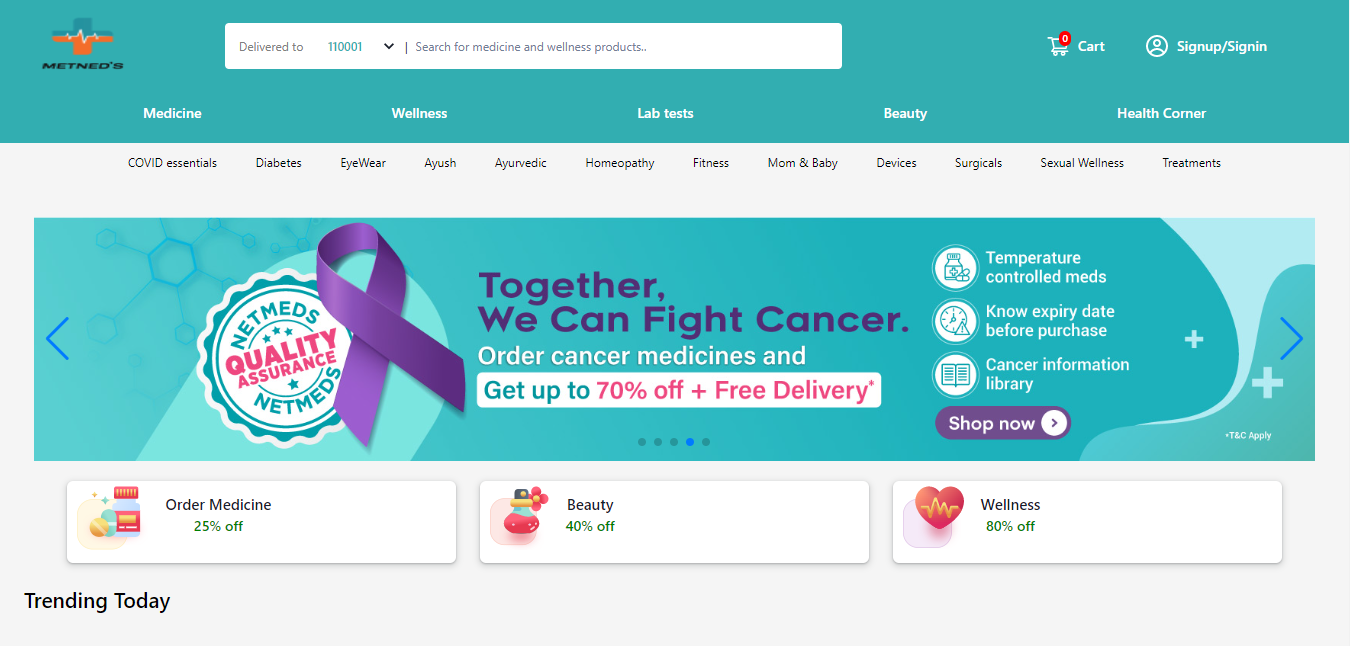 METNED'S
Delivered to 110001 | Search for medicine and wellness products..
0
Cart
Signup/Signin
Medicine Wellness Lab tests Beauty Health Corner
COVID essentials Diabetes EyeWear Ayush Ayurvedic Homeopathy Fitness Mom & Baby Devices Surgicals Sexual Wellness Treatments
NETMEDS
QUALITY
ASSURANCE
NETMEDS
Together,
We Can Fight Cancer.
Order cancer medicines and
Get up to 70% off + Free Delivery*
Temperature
controlled meds
Know expiry date
before purchase
Cancer information
library
Shop now
*T&C Apply
Order Medicine
25% off
Beauty
40% off
Wellness
80% off
Trending Today